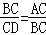 BC/CD = AC/BC